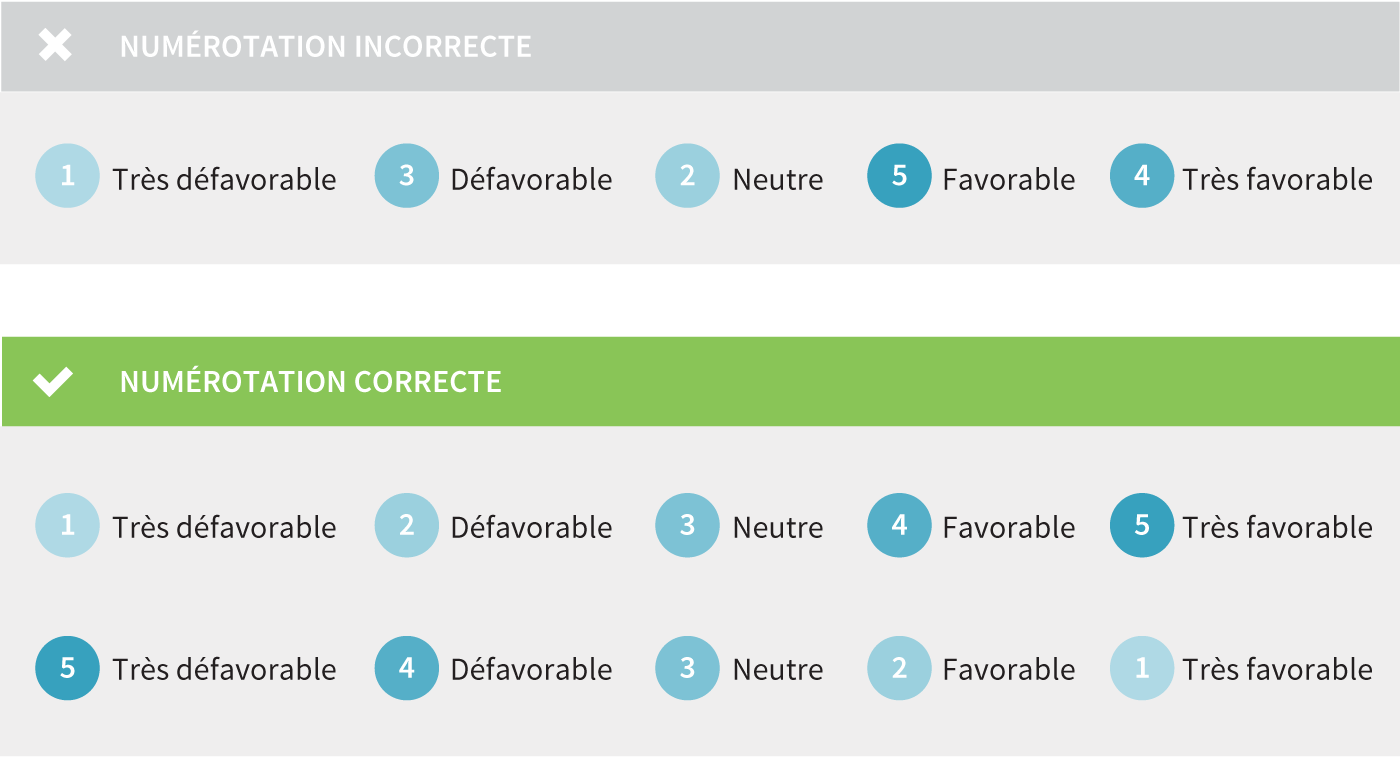 NUMÉROTATION INCORRECTE
1 Très défavorable 3 Défavorable 2 Neutre 5 Favorable 4 Très favorable
NUMÉROTATION CORRECTE
1 Très défavorable 2 Défavorable 3 Neutre 4 Favorable 5 Très favorable
5 Très défavorable 4 Défavorable 3 Neutre 2 Favorable 1 Très favorable